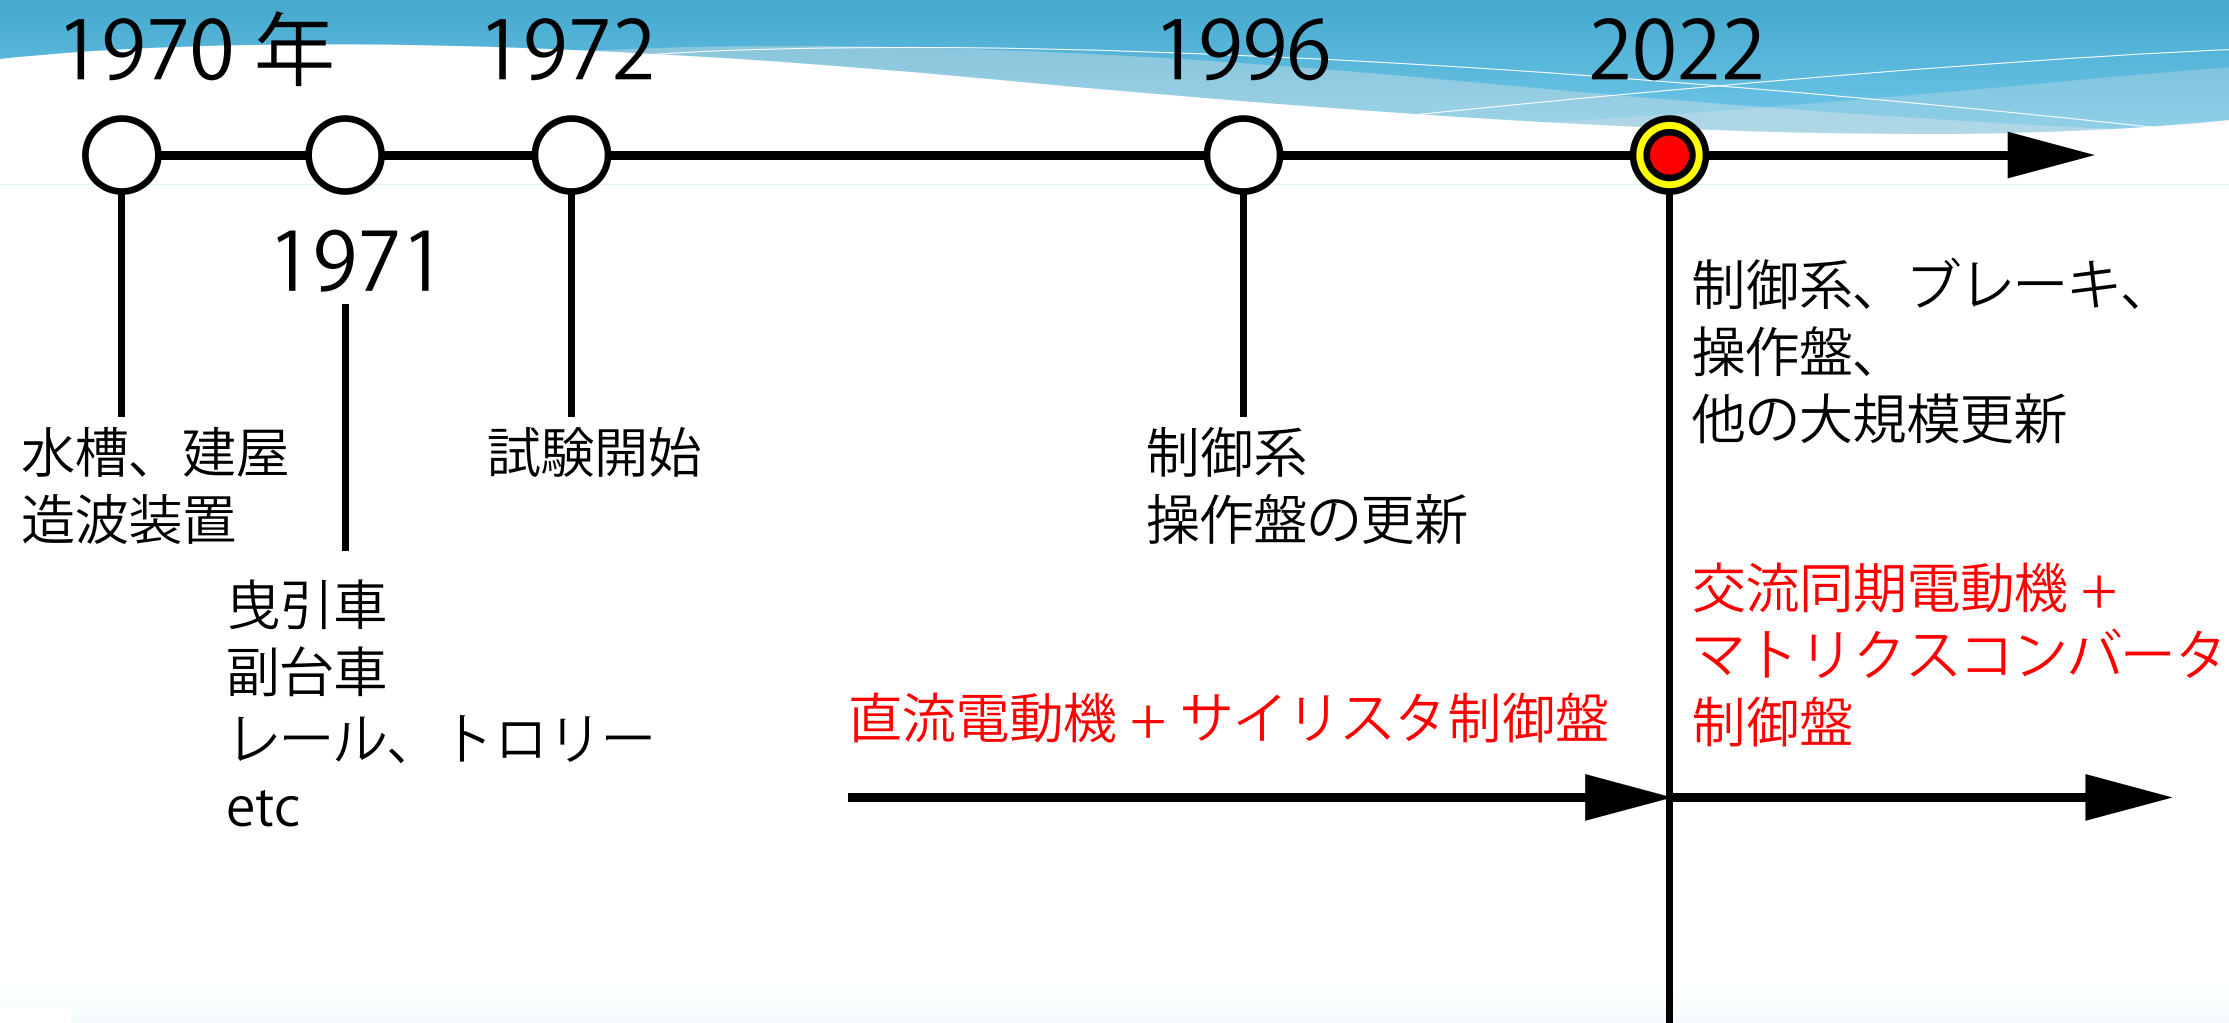 1970 年
1972
1996
2022
1971
水槽、建屋
造波装置
曳引車
副台車
レール、トロリー
etc
試験開始
制御系
操作盤の更新
制御系、ブレーキ、
操作盤、
他の大規模更新
直流電動機 + サイリスタ制御盤
交流同期電動機 +
マトリクスコンバータ
制御盤